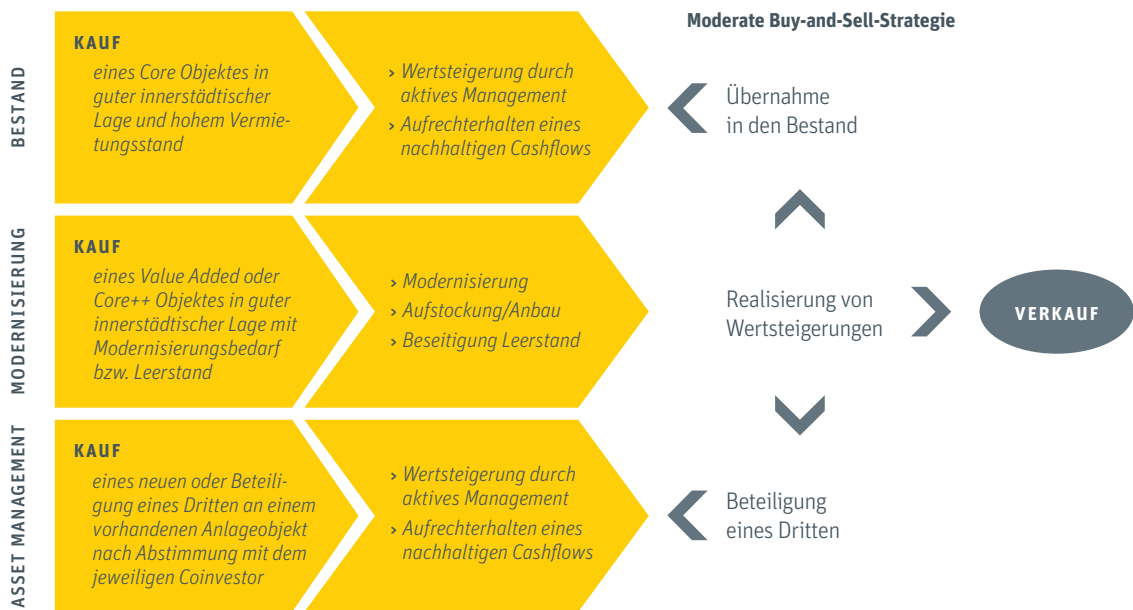 Moderate Buy-and-Sell-Strategie
BESTAND
KAUF
eines Core Objektes in
guter innerstädtischer
Lage und hohem Vermie-
tungsstand
› Wertsteigerung durch
aktives Management
› Aufrechterhalten eines
nachhaltigen Cashflows
Übernahme
in den Bestand
MODERNISIERUNG
KAUF
eines Value Added oder
Core++ Objektes in guter
innerstädtischer Lage mit
Modernisierungsbedarf
bzw. Leerstand
› Modernisierung
› Aufstockung/Anbau
› Beseitigung Leerstand
Realisierung von
Wertsteigerungen
VERKAUF
ASSET MANAGEMENT
KAUF
eines neuen oder Beteili-
gung eines Dritten an einem
vorhandenen Anlageobjekt
nach Abstimmung mit dem
jeweiligen Coinvestor
› Wertsteigerung durch
aktives Management
› Aufrechterhalten eines
nachhaltigen Cashflows
Beteiligung
eines Dritten